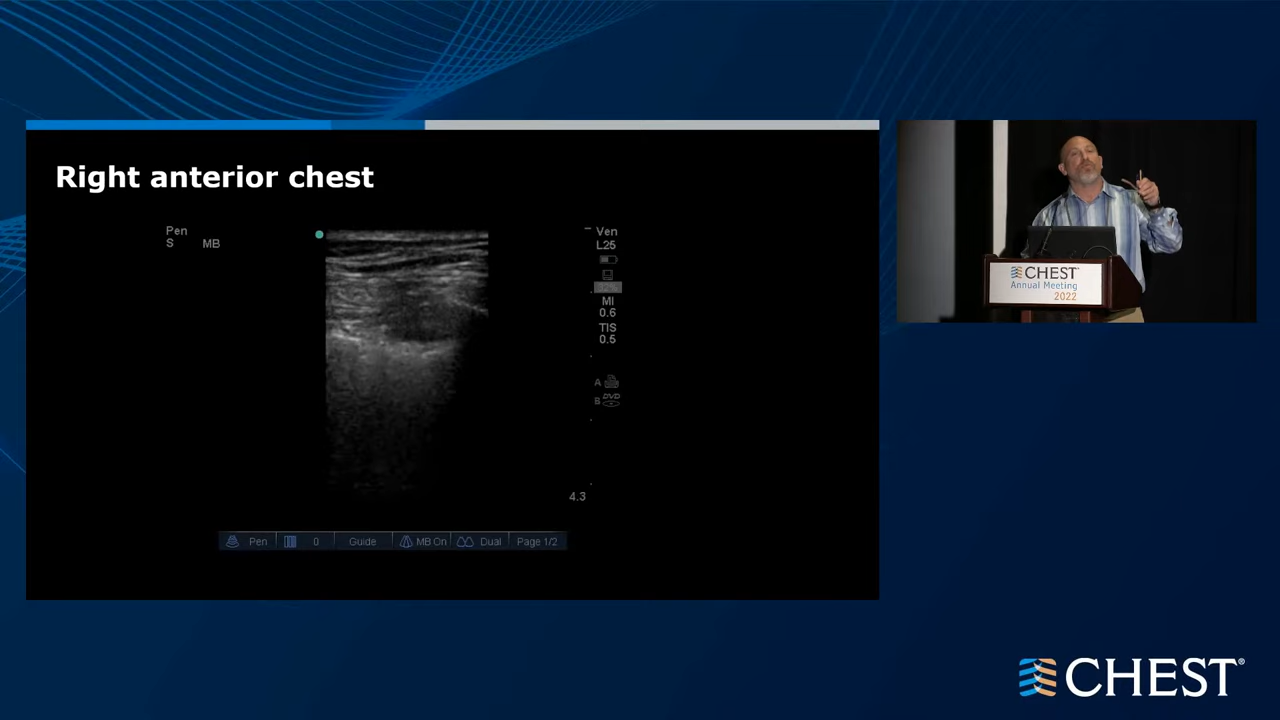 Right anterior chest
Pen
S MB
Ven
L25
MI
0.6
TIS
0.5
A
B DVD
4.3
Pen 0 Guide MB On Dual Page 1/2
CHEST
Annual Meeting
2022
CHEST®